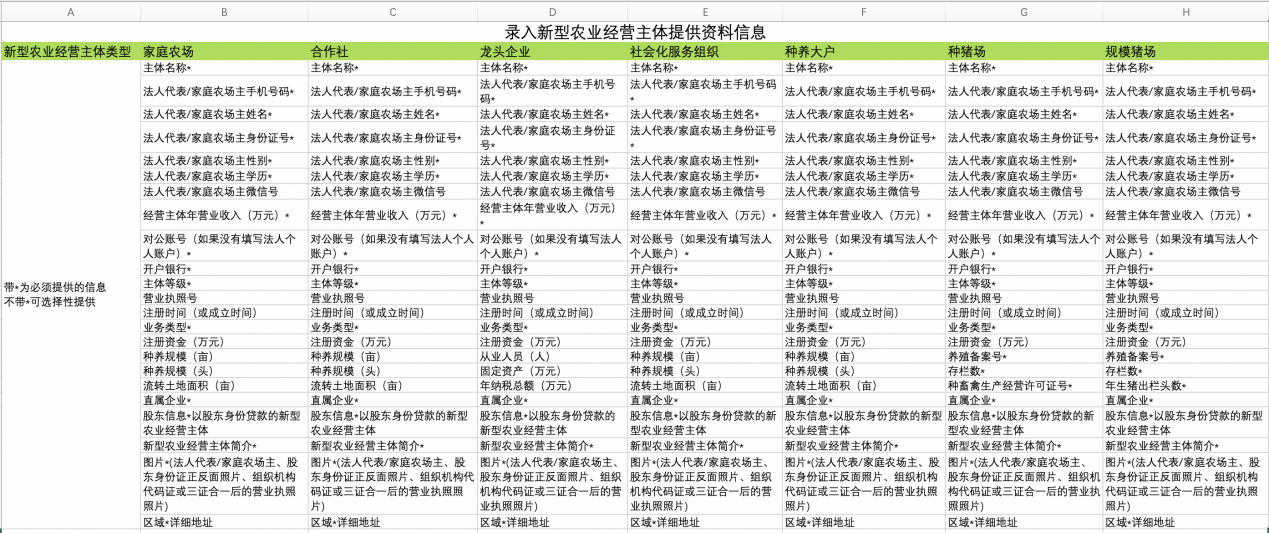 A B C D E F G H
录入新型农业经营主体提供资料信息
新型农业经营主体类型 家庭农场 合作社 龙头企业 社会化服务组织 种养大户 种猪场 规模猪场
主体名称* 主体名称* 主体名称* 主体名称* 主体名称* 主体名称* 主体名称*
法人代表/家庭农场主手机号码* 法人代表/家庭农场主手机号码* 法人代表/家庭农场主手机号码* 法人代表/家庭农场主手机号码* 法人代表/家庭农场主手机号码* 法人代表/家庭农场主手机号码* 法人代表/家庭农场主手机号码*
法人代表/家庭农场主姓名* 法人代表/家庭农场主姓名* 法人代表/家庭农场主姓名* 法人代表/家庭农场主姓名* 法人代表/家庭农场主姓名* 法人代表/家庭农场主姓名* 法人代表/家庭农场主姓名*
法人代表/家庭农场主身份证号* 法人代表/家庭农场主身份证号* 法人代表/家庭农场主身份证号* 法人代表/家庭农场主身份证号* 法人代表/家庭农场主身份证号* 法人代表/家庭农场主身份证号* 法人代表/家庭农场主身份证号*
法人代表/家庭农场主性别* 法人代表/家庭农场主性别* 法人代表/家庭农场主性别* 法人代表/家庭农场主性别* 法人代表/家庭农场主性别* 法人代表/家庭农场主性别* 法人代表/家庭农场主性别*
法人代表/家庭农场主学历* 法人代表/家庭农场主学历* 法人代表/家庭农场主学历* 法人代表/家庭农场主学历* 法人代表/家庭农场主学历* 法人代表/家庭农场主学历* 法人代表/家庭农场主学历*
法人代表/家庭农场主微信号 法人代表/家庭农场主微信号 法人代表/家庭农场主微信号 法人代表/家庭农场主微信号 法人代表/家庭农场主微信号 法人代表/家庭农场主微信号 法人代表/家庭农场主微信号
经营主体年营业收入（万元）* 经营主体年营业收入（万元）* 经营主体年营业收入（万元）* 经营主体年营业收入（万元）* 经营主体年营业收入（万元）* 经营主体年营业收入（万元）* 经营主体年营业收入（万元）*
对公账号（如果没有填写法人个人账户）* 对公账号（如果没有填写法人个人账户）* 对公账号（如果没有填写法人个人账户）* 对公账号（如果没有填写法人个人账户）* 对公账号（如果没有填写法人个人账户）* 对公账号（如果没有填写法人个人账户）* 对公账号（如果没有填写法人个人账户）*
开户银行* 开户银行* 开户银行* 开户银行* 开户银行* 开户银行* 开户银行*
带*为必须提供的信息
不带*可选择性提供
主体等级* 主体等级* 主体等级* 主体等级* 主体等级* 主体等级* 主体等级*
营业执照号 营业执照号 营业执照号 营业执照号 营业执照号 营业执照号 营业执照号
注册时间（或成立时间） 注册时间（或成立时间） 注册时间（或成立时间） 注册时间（或成立时间） 注册时间（或成立时间） 注册时间（或成立时间） 注册时间（或成立时间）
业务类型* 业务类型* 业务类型* 业务类型* 业务类型* 业务类型* 业务类型*
注册资金（万元） 注册资金（万元） 注册资金（万元） 注册资金（万元） 注册资金（万元） 注册资金（万元） 注册资金（万元）
种养规模（亩） 种养规模（亩） 从业人员（人） 种养规模（亩） 种养规模（亩） 养殖备案号* 养殖备案号*
种养规模（头） 种养规模（头） 固定资产（万元） 种养规模（头） 种养规模（头） 存栏数* 存栏数*
流转土地面积（亩） 流转土地面积（亩） 年纳税总额（万元） 流转土地面积（亩） 流转土地面积（亩） 种畜禽生产经营许可证号* 年生猪出栏头数*
直属企业* 直属企业* 直属企业* 直属企业* 直属企业* 直属企业* 直属企业*
股东信息*以股东身份贷款的新型农业经营主体 股东信息*以股东身份贷款的新型农业经营主体 股东信息*以股东身份贷款的新型农业经营主体 股东信息*以股东身份贷款的新型农业经营主体 股东信息*以股东身份贷款的新型农业经营主体 股东信息*以股东身份贷款的新型农业经营主体 股东信息*以股东身份贷款的新型农业经营主体
新型农业经营主体简介* 新型农业经营主体简介* 新型农业经营主体简介* 新型农业经营主体简介* 新型农业经营主体简介* 新型农业经营主体简介* 新型农业经营主体简介*
图片*(法人代表/家庭农场主、股东身份证正反面照片、组织机构代码证或三证合一后的营业执照照片) 图片*(法人代表/家庭农场主、股东身份证正反面照片、组织机构代码证或三证合一后的营业执照照片) 图片*(法人代表/家庭农场主、股东身份证正反面照片、组织机构代码证或三证合一后的营业执照照片) 图片*(法人代表/家庭农场主、股东身份证正反面照片、组织机构代码证或三证合一后的营业执照照片) 图片*(法人代表/家庭农场主、股东身份证正反面照片、组织机构代码证或三证合一后的营业执照照片) 图片*(法人代表/家庭农场主、股东身份证正反面照片、组织机构代码证或三证合一后的营业执照照片) 图片*(法人代表/家庭农场主、股东身份证正反面照片、组织机构代码证或三证合一后的营业执照照片)
区域*详细地址 区域*详细地址 区域*详细地址 区域*详细地址 区域*详细地址 区域*详细地址 区域*详细地址